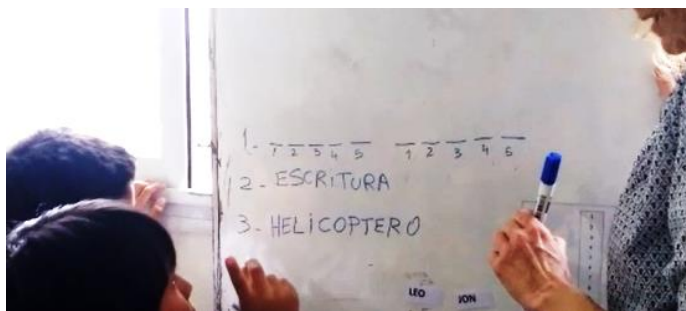 1- _ _ _ _ _   _ _ _ _ _
1 2 3 4 5   1 2 3 4 5
2- ESCRITURA
3- HELICOPTERO
LEO   ION